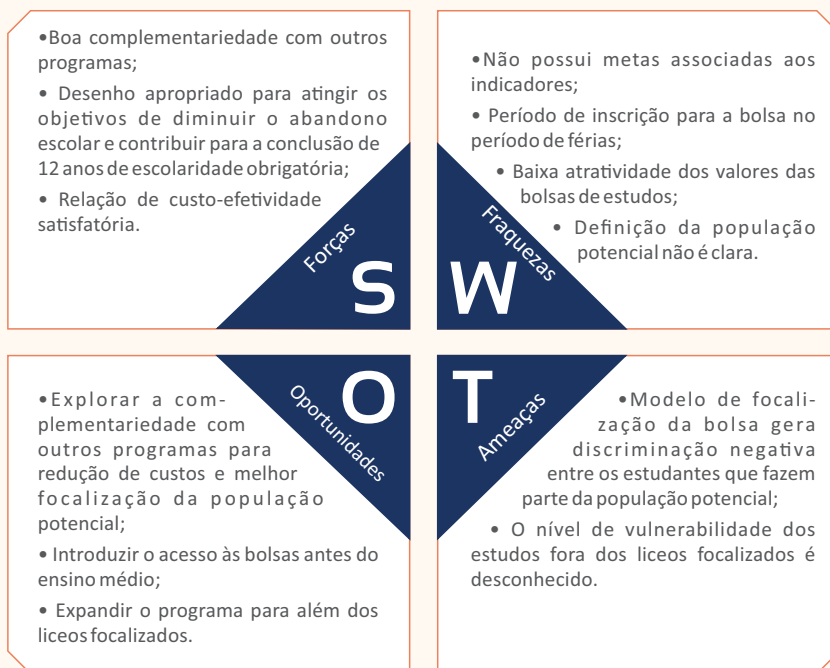 •Boa complementariedade com outros
programas;
• Desenho apropriado para atingir os
objetivos de diminuir o abandono
escolar e contribuir para a conclusão de
12 anos de escolaridade obrigatória;
• Relação de custo-efetividade
satisfatória.
Forças
S
•Não possui metas associadas aos
indicadores;
• Período de inscrição para a bolsa no
período de férias;
• Baixa atratividade dos valores das
bolsas de estudos;
• Definição da população
potencial não é clara.
Fraquezas
W
•Explorar a com-
plementariedade com
outros programas para
redução de custos e melhor
focalização da população
potencial;
• Introduzir o acesso às bolsas antes do
ensino médio;
• Expandir o programa para além dos
liceos focalizados.
Oportunidades
O
T
Ameaças
•Modelo de focali-
zação da bolsa gera
discriminação negativa
entre os estudantes que fazem
parte da população potencial;
• O nível de vulnerabilidade dos
estudos fora dos liceos focalizados é
desconhecido.